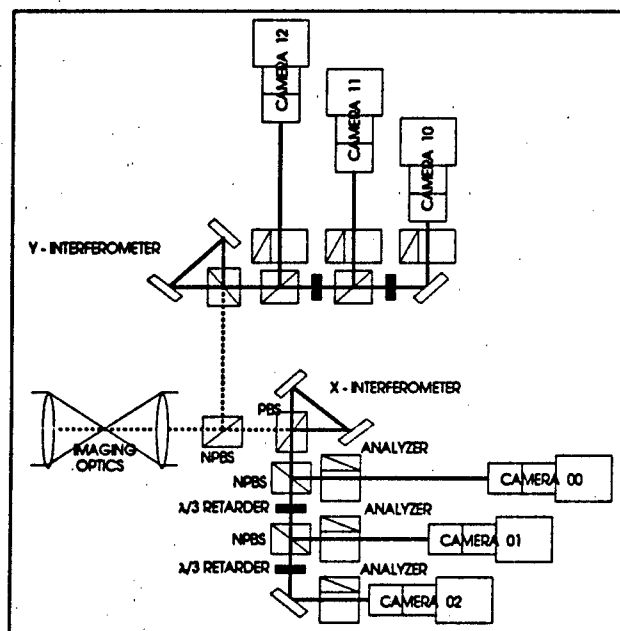 CAMERA 12
CAMERA 11
CAMERA 10
Y - INTERFEROMETER
X - INTERFEROMETER
PBS
IMAGING
OPTICS
NPBS
ANALYZER
NPBS
CAMERA 00
λ/3 RETARDER
ANALYZER
NPBS
CAMERA 01
λ/3 RETARDER
ANALYZER
CAMERA 02